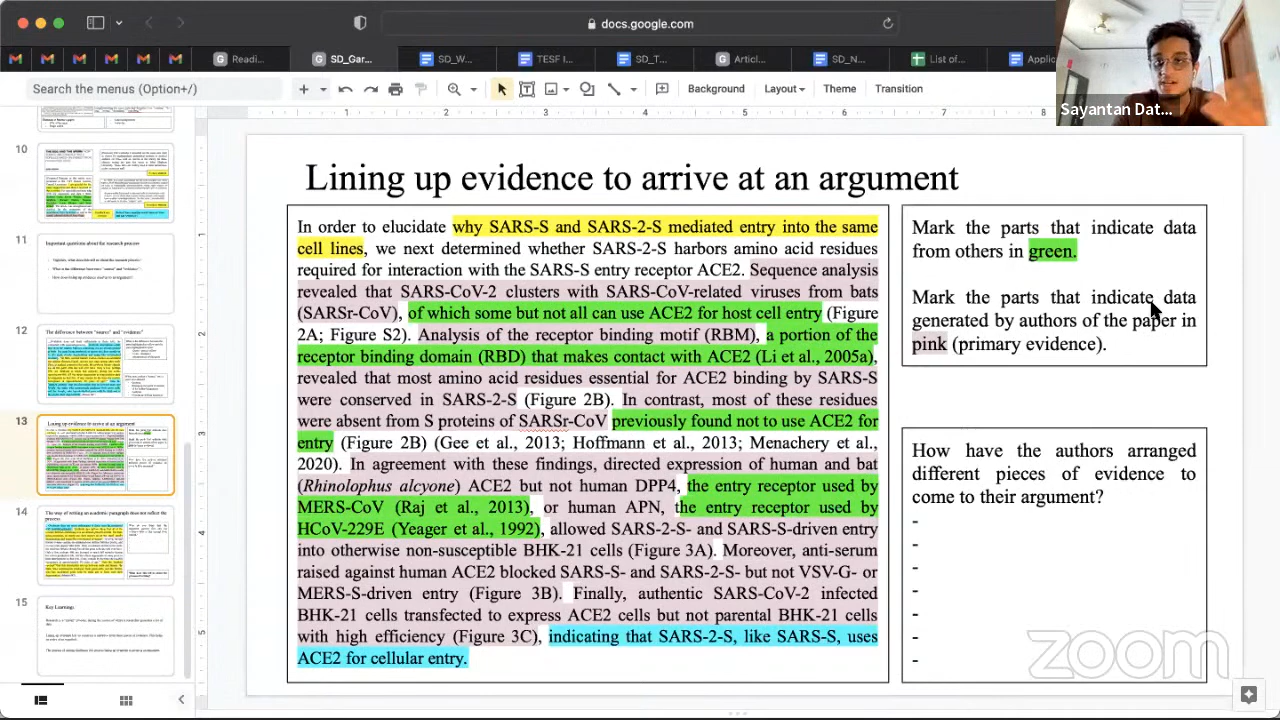 docs.google.com
Readi...
SD_Gar...
SD_W...
TESF I...
SD_T...
Articl...
SD_N...
List of...
Applic
Search the menus (Option+/)
Background
Layout
Theme
Transition
Sayantan Dat...
10
11
Important questions about the research process
12
The difference between "source" and "evidence"
13
Lining up evidence to arrive at an argument
14
The way of writing an academic paragraph does not reflect the
process
15
Key Learnings
Lining up evidence to arrive at an argument
In order to elucidate why SARS-S and SARS-2-S mediated entry into the same
cell lines, we next determined whether SARS-2-S harbors amino acid residues
required for interaction with the SARS-S entry receptor ACE2. Sequence analysis
revealed that SARS-CoV-2 clusters with SARS-CoV-related viruses from bats
(SARSr-CoV), of which some but not all can use ACE2 for host cell entry (Figure
2A; Figure S2). Analysis of the receptor binding motif (RBM), a portion of the
receptor binding domain (RBD) that makes contact with ACE2 (Li et al., 2005a),
revealed that most amino acid residues essential for ACE2 binding by SARS-S
were conserved in SARS-2-S (Figure 2B). In contrast, most of these residues
were absent from S proteins of SARSr-CoV
entry (Figure 2B) (Ge et al., 2013; Hoffmann et al., 2013; Menachery et al.,
2020). In agreement with these findings, directed expression of human and bat
(Rhinolophus alcyone) ACE2 but not human DPP4, the entry receptor used by
MERS-CoV (Raj et al., 2013), or human APN, the entry receptor used by
HCoV-229E (Yeager et al., 1992), allowed SARS-2-S- and SARS-S-driven entry
into otherwise non-susceptible BHK-21 cells (Figure 3A).
raised against human ACE2 blocked SARS-S- and SARS-2-S- but not VSV-G- or
MERS-S-driven entry (Figure 3B). Finally, authentic SARS-CoV-2 infected
BHK-21 cells transfected to express ACE2 cells but not parental BHK-21 cells
with high efficiency (Figure 3C), indicating that SARS-2-S, like SARS-S, uses
ACE2 for cellular entry.
Mark the parts that indicate data
from others in green.
Mark the parts that indicate data
generated by authors of the paper in
pink (primary evidence).
How have the authors arranged
different pieces of evidence to
come to their argument?
-
-
-
-
-
-
-
zoom